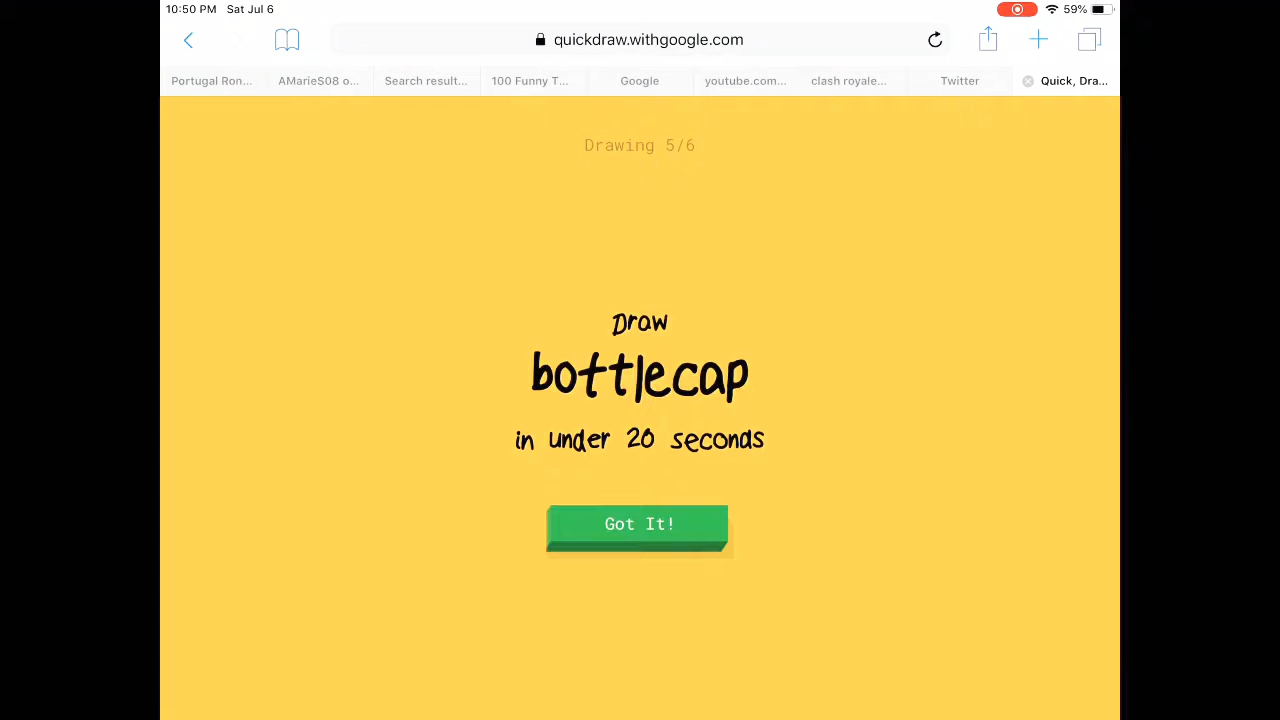 10:50 PM Sat Jul 6 59%
quickdraw.withgoogle.com
Portugal Ron... AMarieS08 o... Search result... 100 Funny T... Google youtube.com... clash royale... Twitter Quick, Dra...
Drawing 5/6
Draw
bottlecap
in under 20 seconds
Got It!